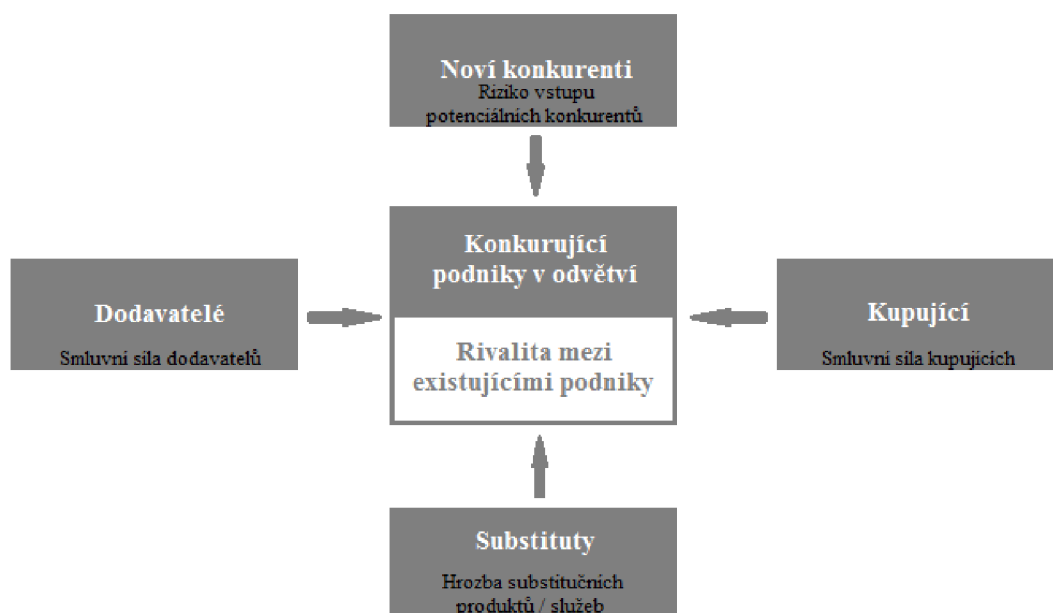 Noví konkurenti
Riziko vstupu
potenciálních konkurentů
Konkurující
podniky v odvětví
Dodavatelé
Smluvní síla dodavatelů
Kupující
Smluvní síla kupujících
Rivalita mezi
existujícími podniky
Substituty
Hrozba substitučních
produktů / služeb